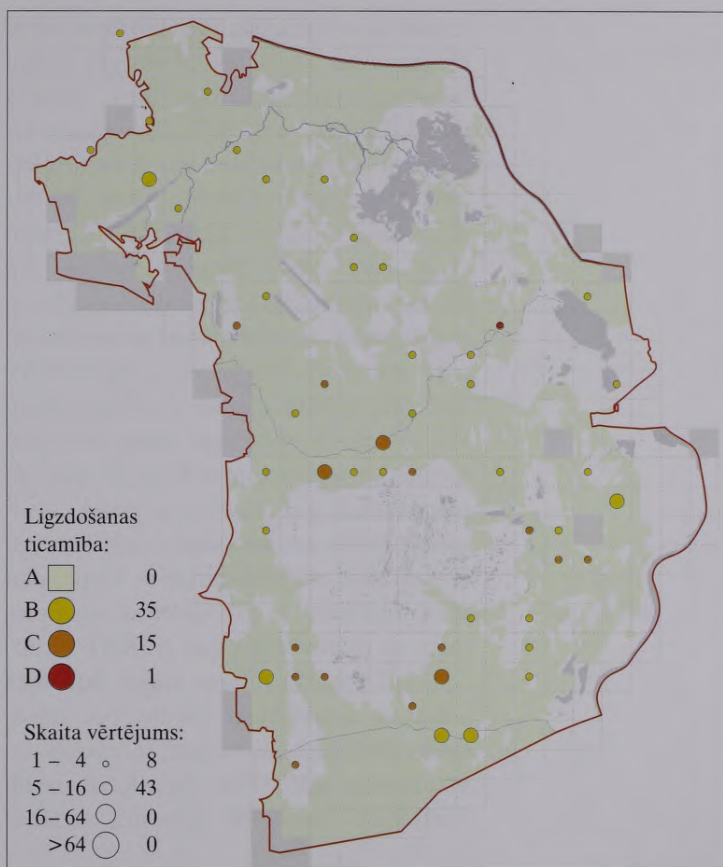 Ligzdošanas
ticamība:
A 0
B 35
C 15
D 1
Skaita vērtējums:
1 – 4 8
5 – 16 43
16 – 64 0
>64 0